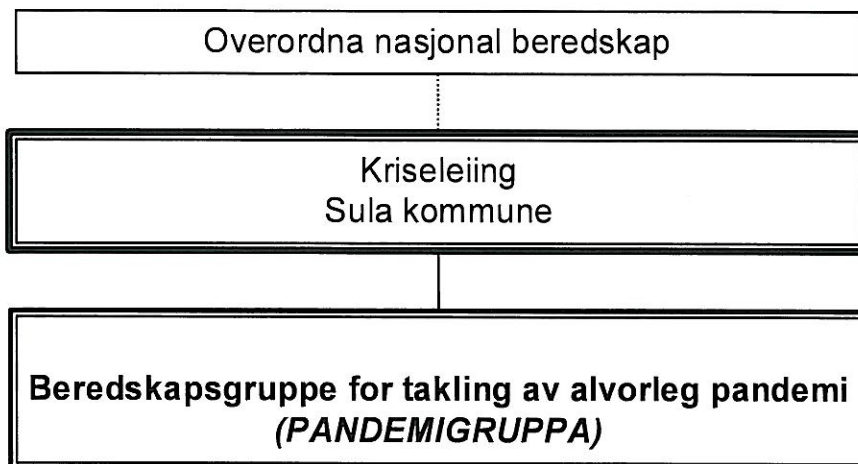 Overordna nasjonal beredskap
Kriseleiing
Sula kommune
Beredskapsgruppe for takling av alvorleg pandemi
(PANDEMIGRUPPA)